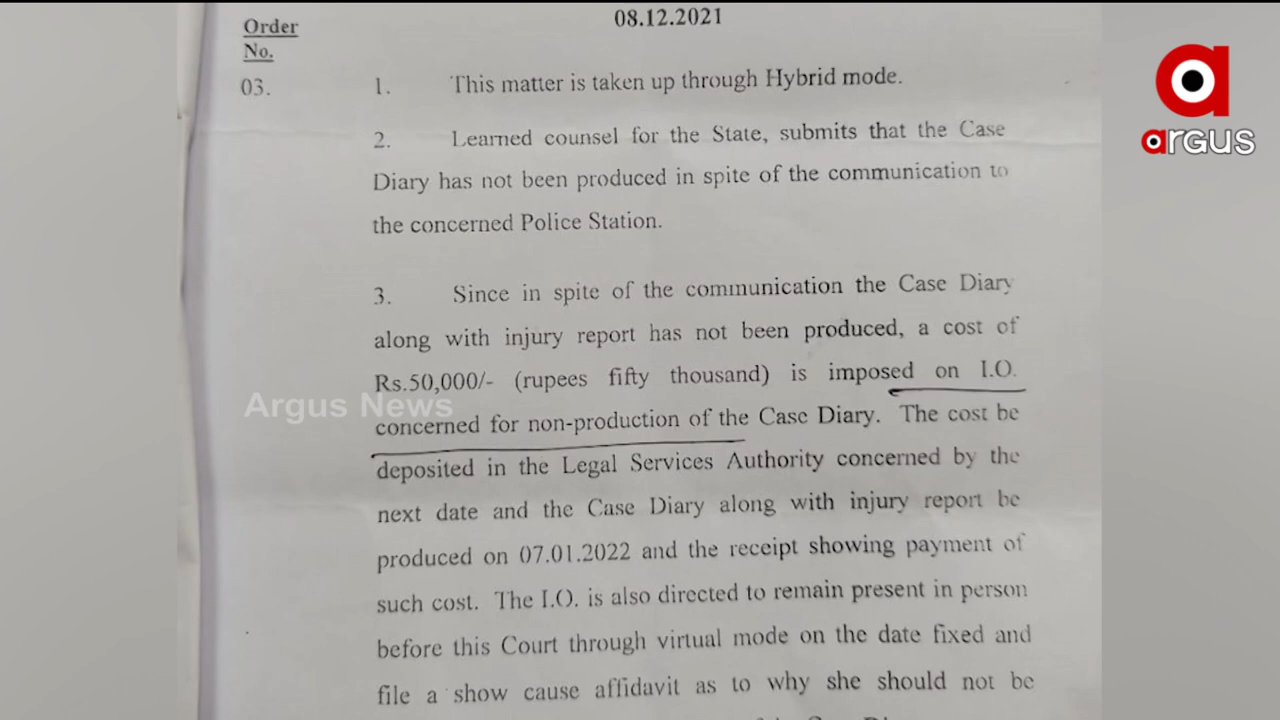 08.12.2021
Order
No.
03.
1. This matter is taken up through Hybrid mode.
2. Learned counsel for the State, submits that the Case
Diary has not been produced in spite of the communication to
the concerned Police Station.
3. Since in spite of the communication the Case Diary
along with injury report has not been produced, a cost of
Rs.50,000/- (rupees fifty thousand) is imposed on I.O.
concerned for non-production of the Case Diary. The cost be
deposited in the Legal Services Authority concerned by the
next date and the Case Diary along with injury report be
produced on 07.01.2022 and the receipt showing payment of
such cost. The I.O. is also directed to remain present in person
before this Court through virtual mode on the date fixed and
file a show cause affidavit as to why she should not be
argus
Argus News